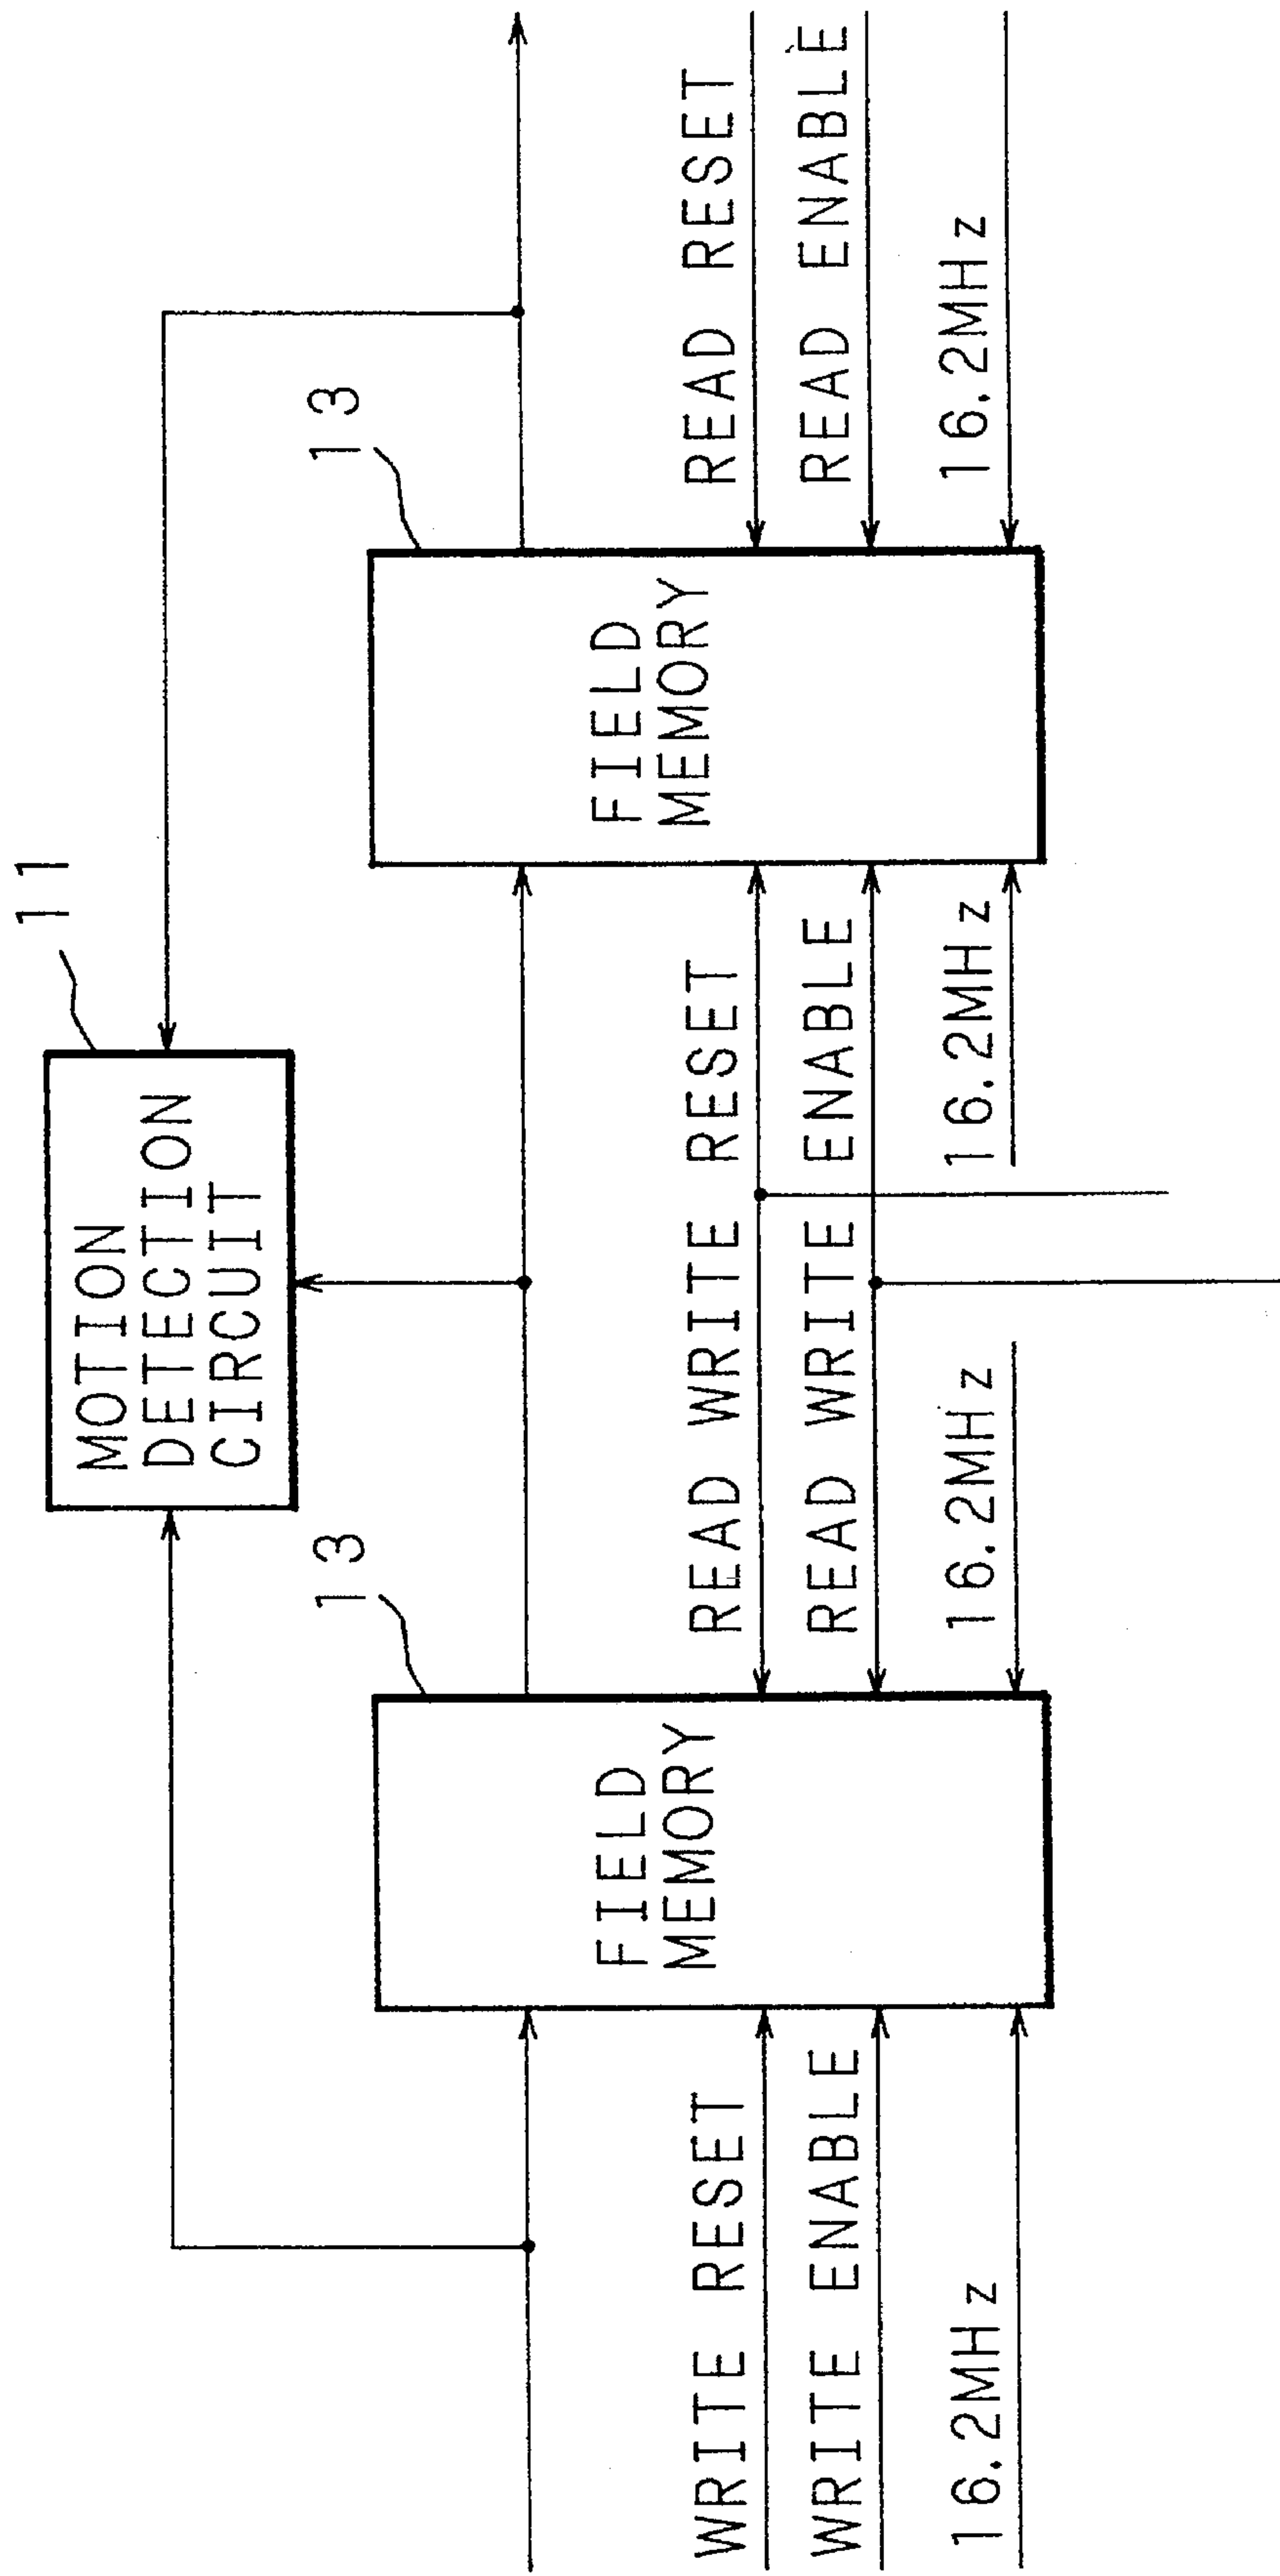 11
MOTION
DETECTION
CIRCUIT
13
13
FIELD
MEMORY
FIELD
MEMORY
WRITE RESET
READ WRITE RESET
READ RESET
WRITE ENABLE
READ WRITE ENABLE
READ ENABLE
16.2MHz
16.2MHz
16.2MHz
16.2MHz